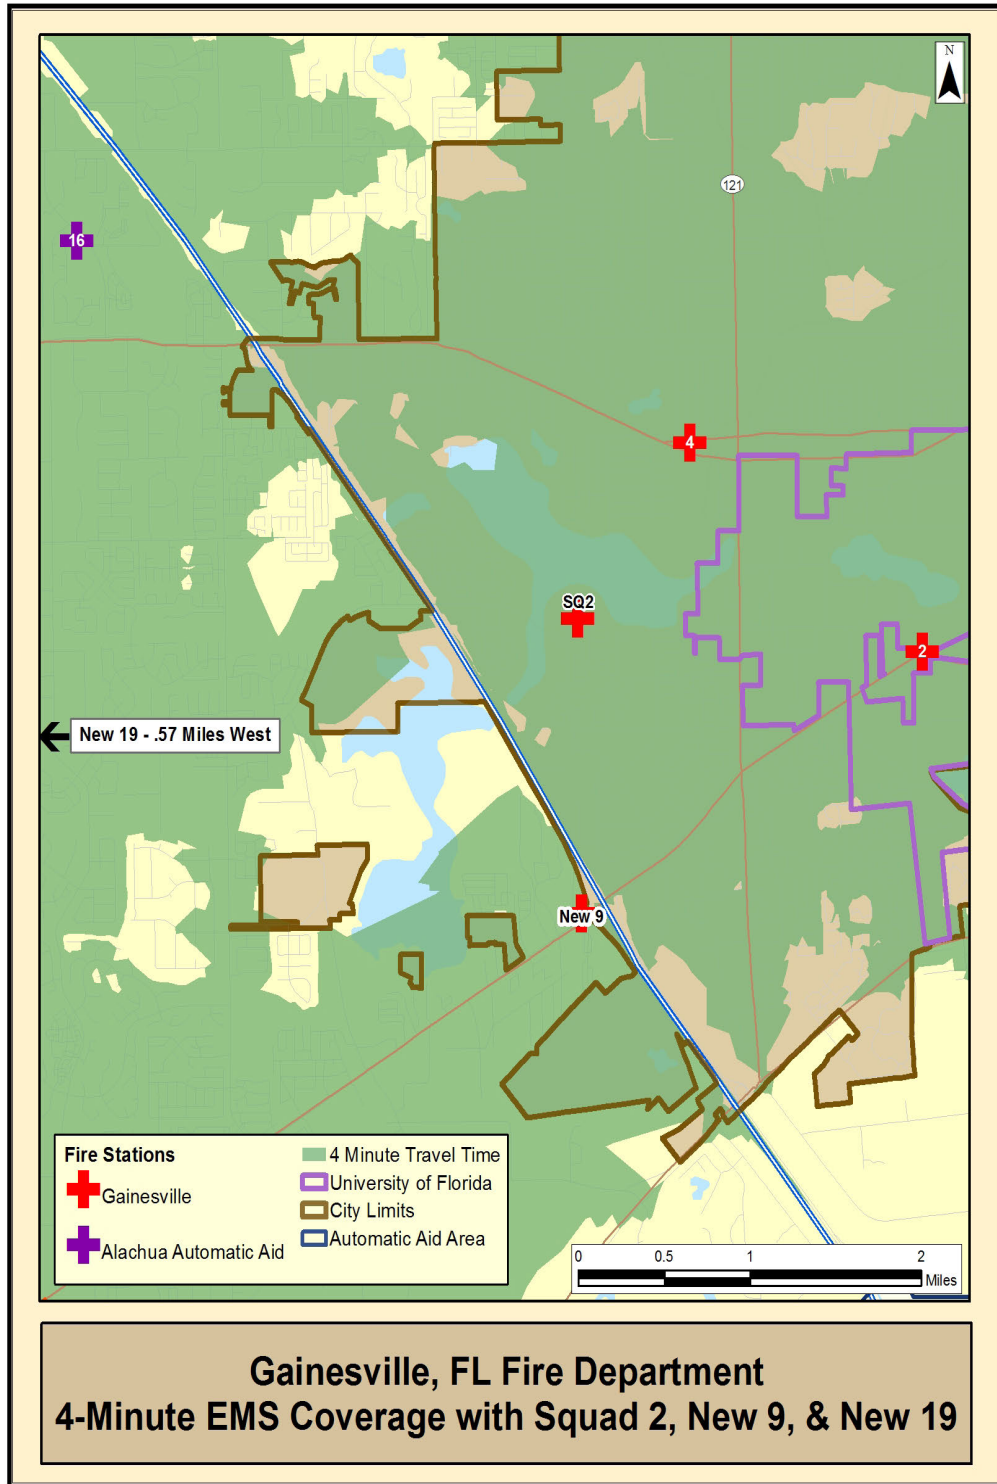 N
121
16
4
SQ2
2
New 19 - .57 Miles West
New 9
Fire Stations
Gainesville
Alachua Automatic Aid
4 Minute Travel Time
University of Florida
City Limits
Automatic Aid Area
0 0.5 1 2
Miles
Gainesville, FL Fire Department
4-Minute EMS Coverage with Squad 2, New 9, & New 19